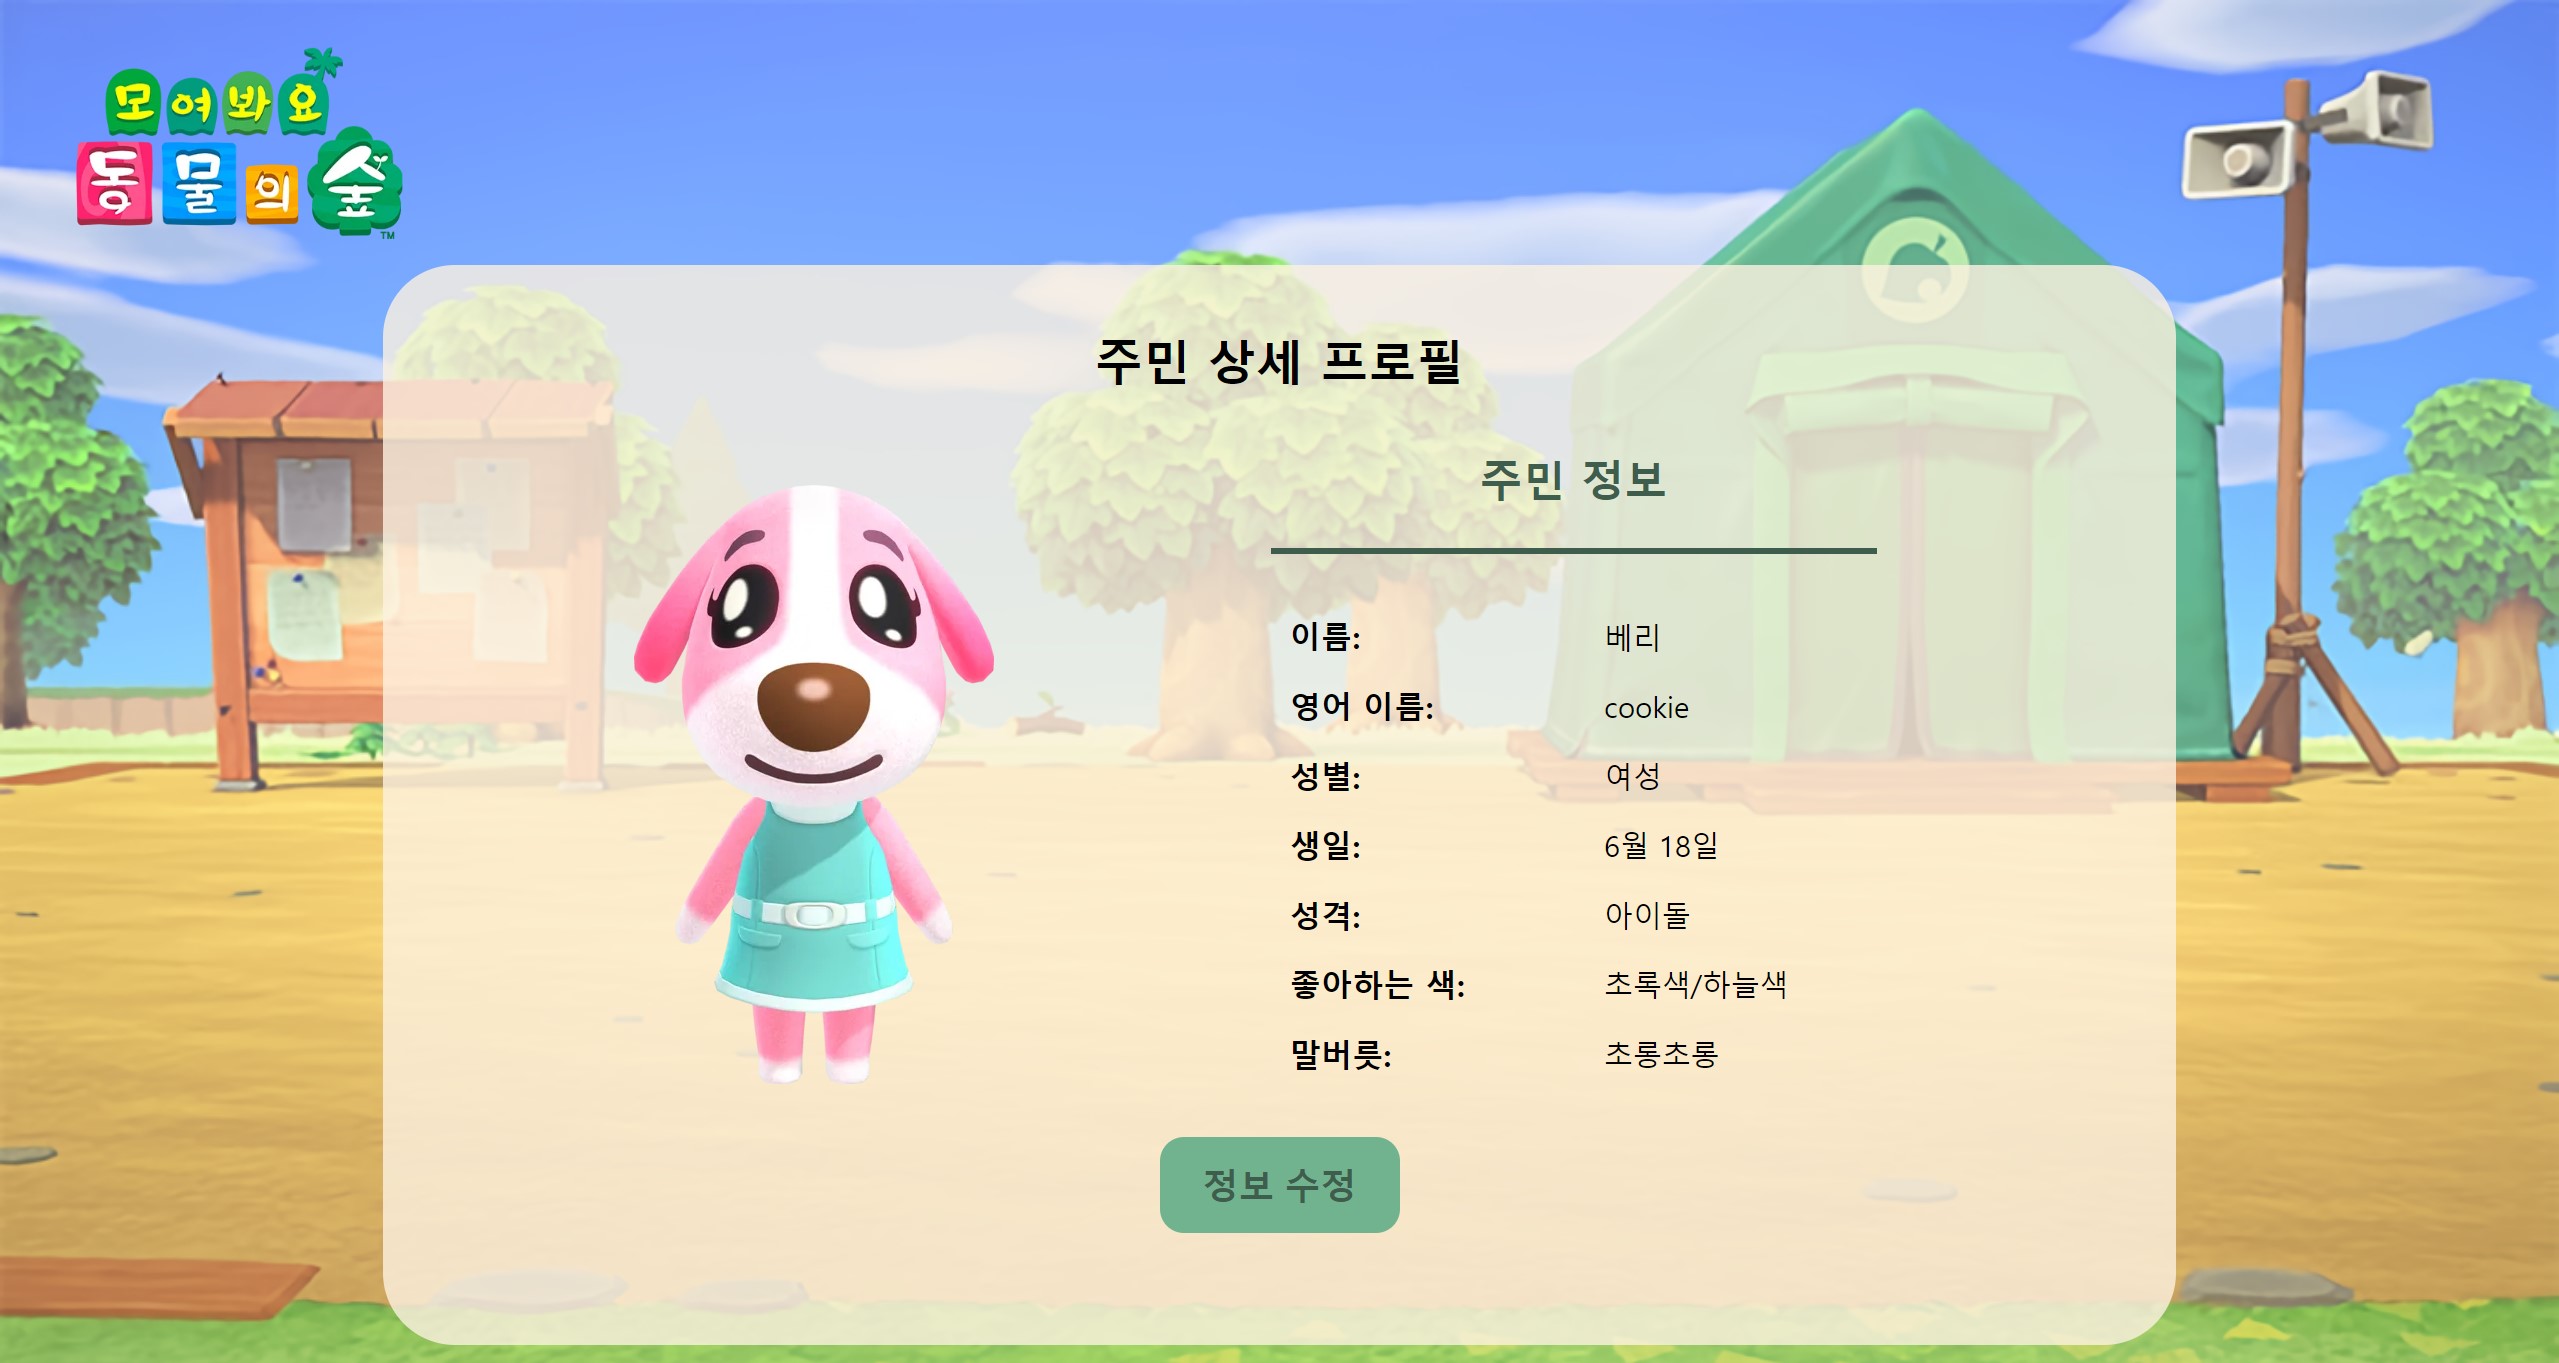 모여봐요
동물의숲
TM
주민 상세 프로필
주민 정보
이름: 베리
영어 이름: cookie
성별: 여성
생일: 6월 18일
성격: 아이돌
좋아하는 색: 초록색/하늘색
말버릇: 초롱초롱
정보 수정